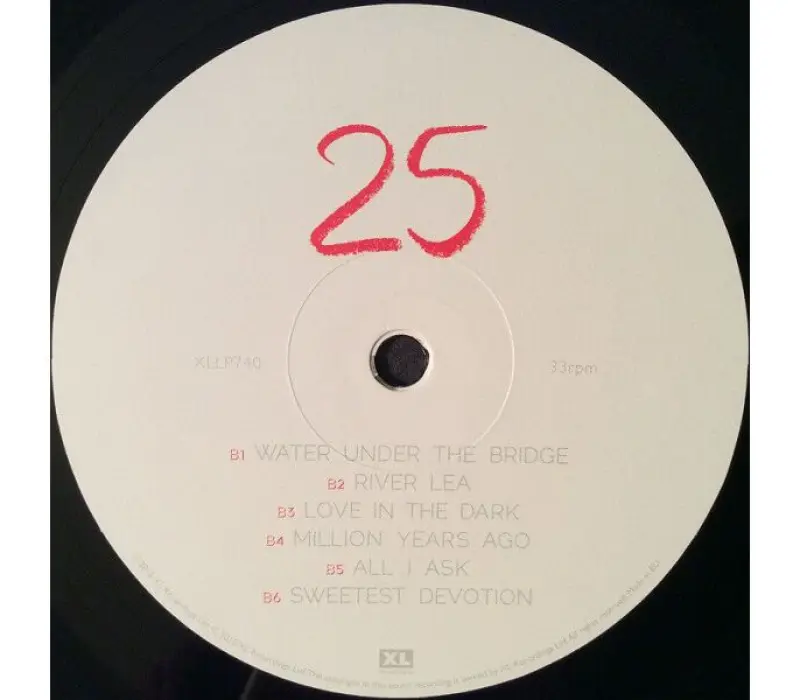 25
XLLP740
33rpm
B1 WATER UNDER THE BRIDGE
B2 RIVER LEA
B3 LOVE IN THE DARK
B4 MILLION YEARS AGO
B5 ALL I ASK
B6 SWEETEST DEVOTION
XL